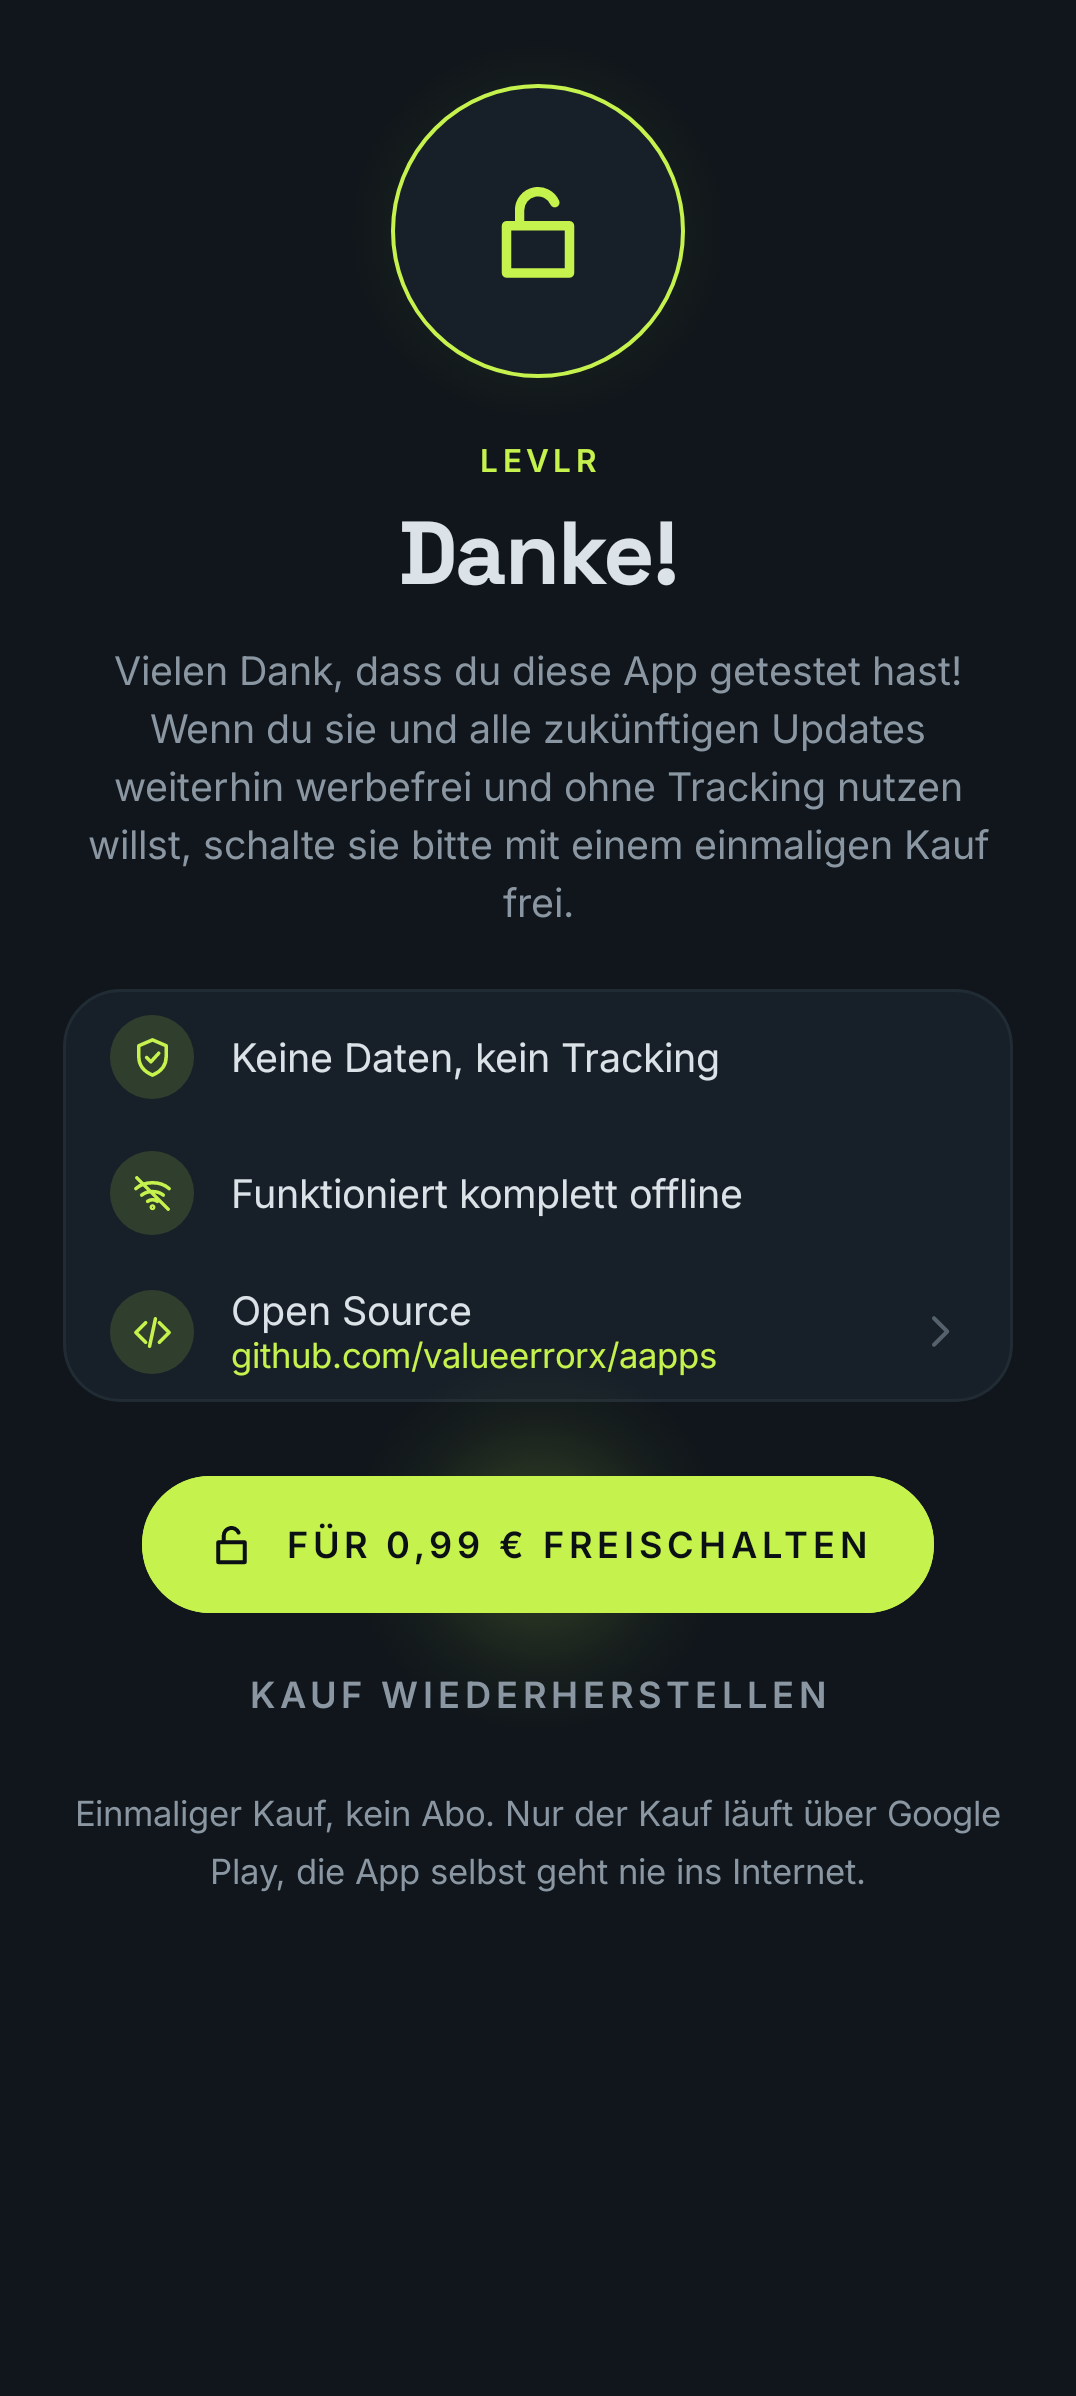 LEVLR
Danke!
Vielen Dank, dass du diese App getestet hast!
Wenn du sie und alle zukünftigen Updates
weiterhin werbefrei und ohne Tracking nutzen
willst, schalte sie bitte mit einem einmaligen Kauf
frei.
Keine Daten, kein Tracking
Funktioniert komplett offline
Open Source
github.com/valueerrorx/aapps
FÜR 0,99 € FREISCHALTEN
KAUF WIEDERHERSTELLEN
Einmaliger Kauf, kein Abo. Nur der Kauf läuft über Google
Play, die App selbst geht nie ins Internet.